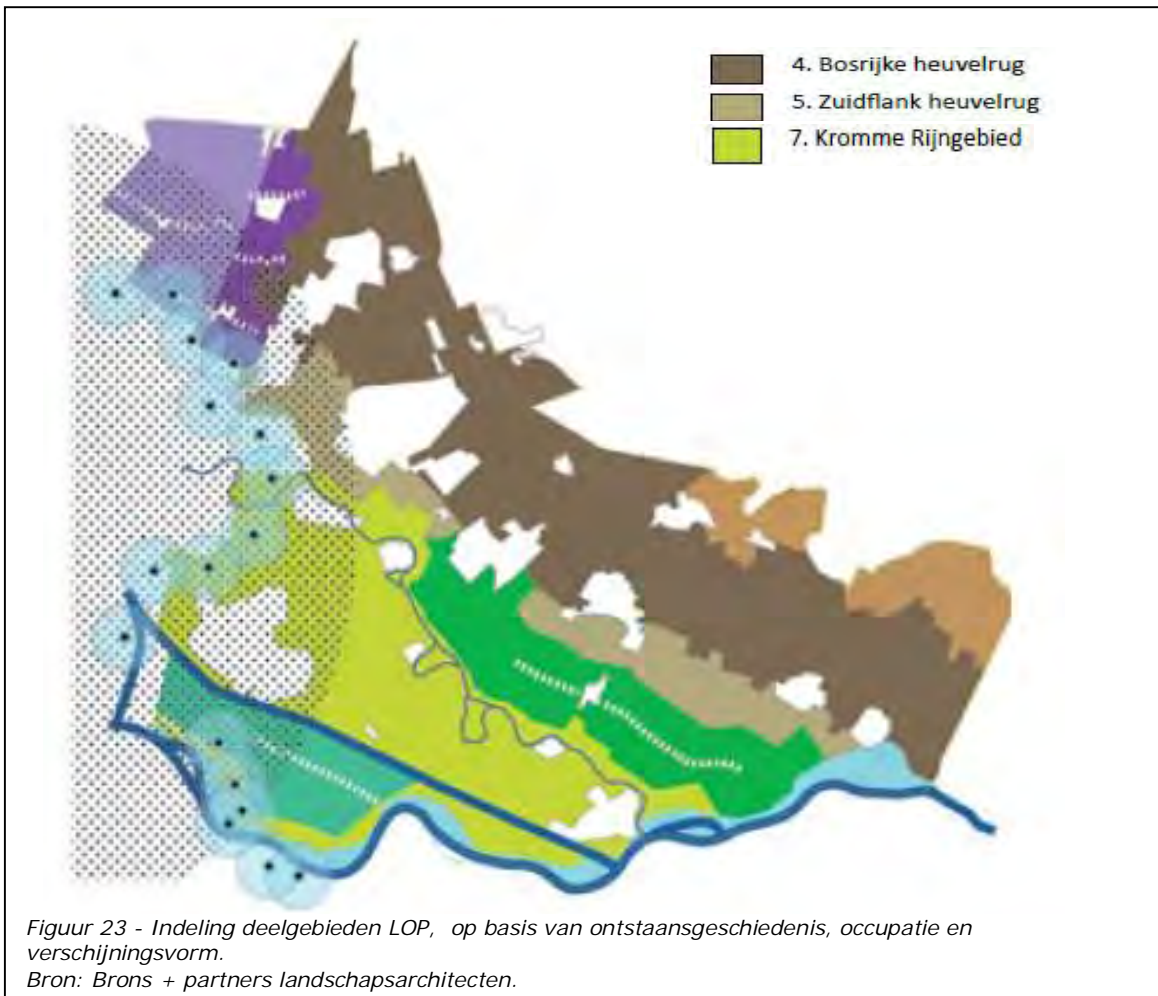 4. Bosrijke heuvelrug
5. Zuidflank heuvelrug
7. Kromme Rijngebied
Figuur 23 - Indeling deelgebieden LOP, op basis van ontstaansgeschiedenis, occupatie en
verschijningsvorm.
Bron: Brons + partners landschapsarchitecten.